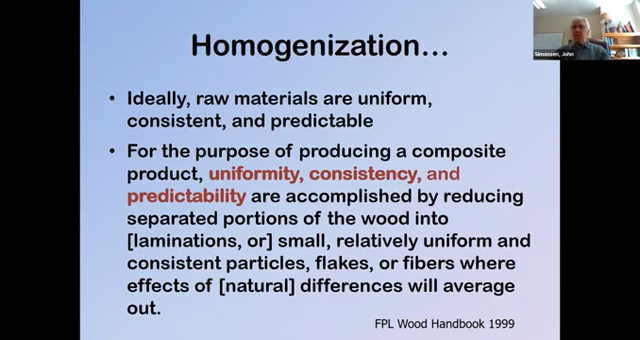 Homogenization…
• Ideally, raw materials are uniform,
consistent, and predictable
• For the purpose of producing a composite
product, uniformity, consistency, and
predictability are accomplished by reducing
separated portions of the wood into
[laminations, or] small, relatively uniform and
consistent particles, flakes, or fibers where
effects of [natural] differences will average
out.
FPL Wood Handbook 1999
Simonsen, John